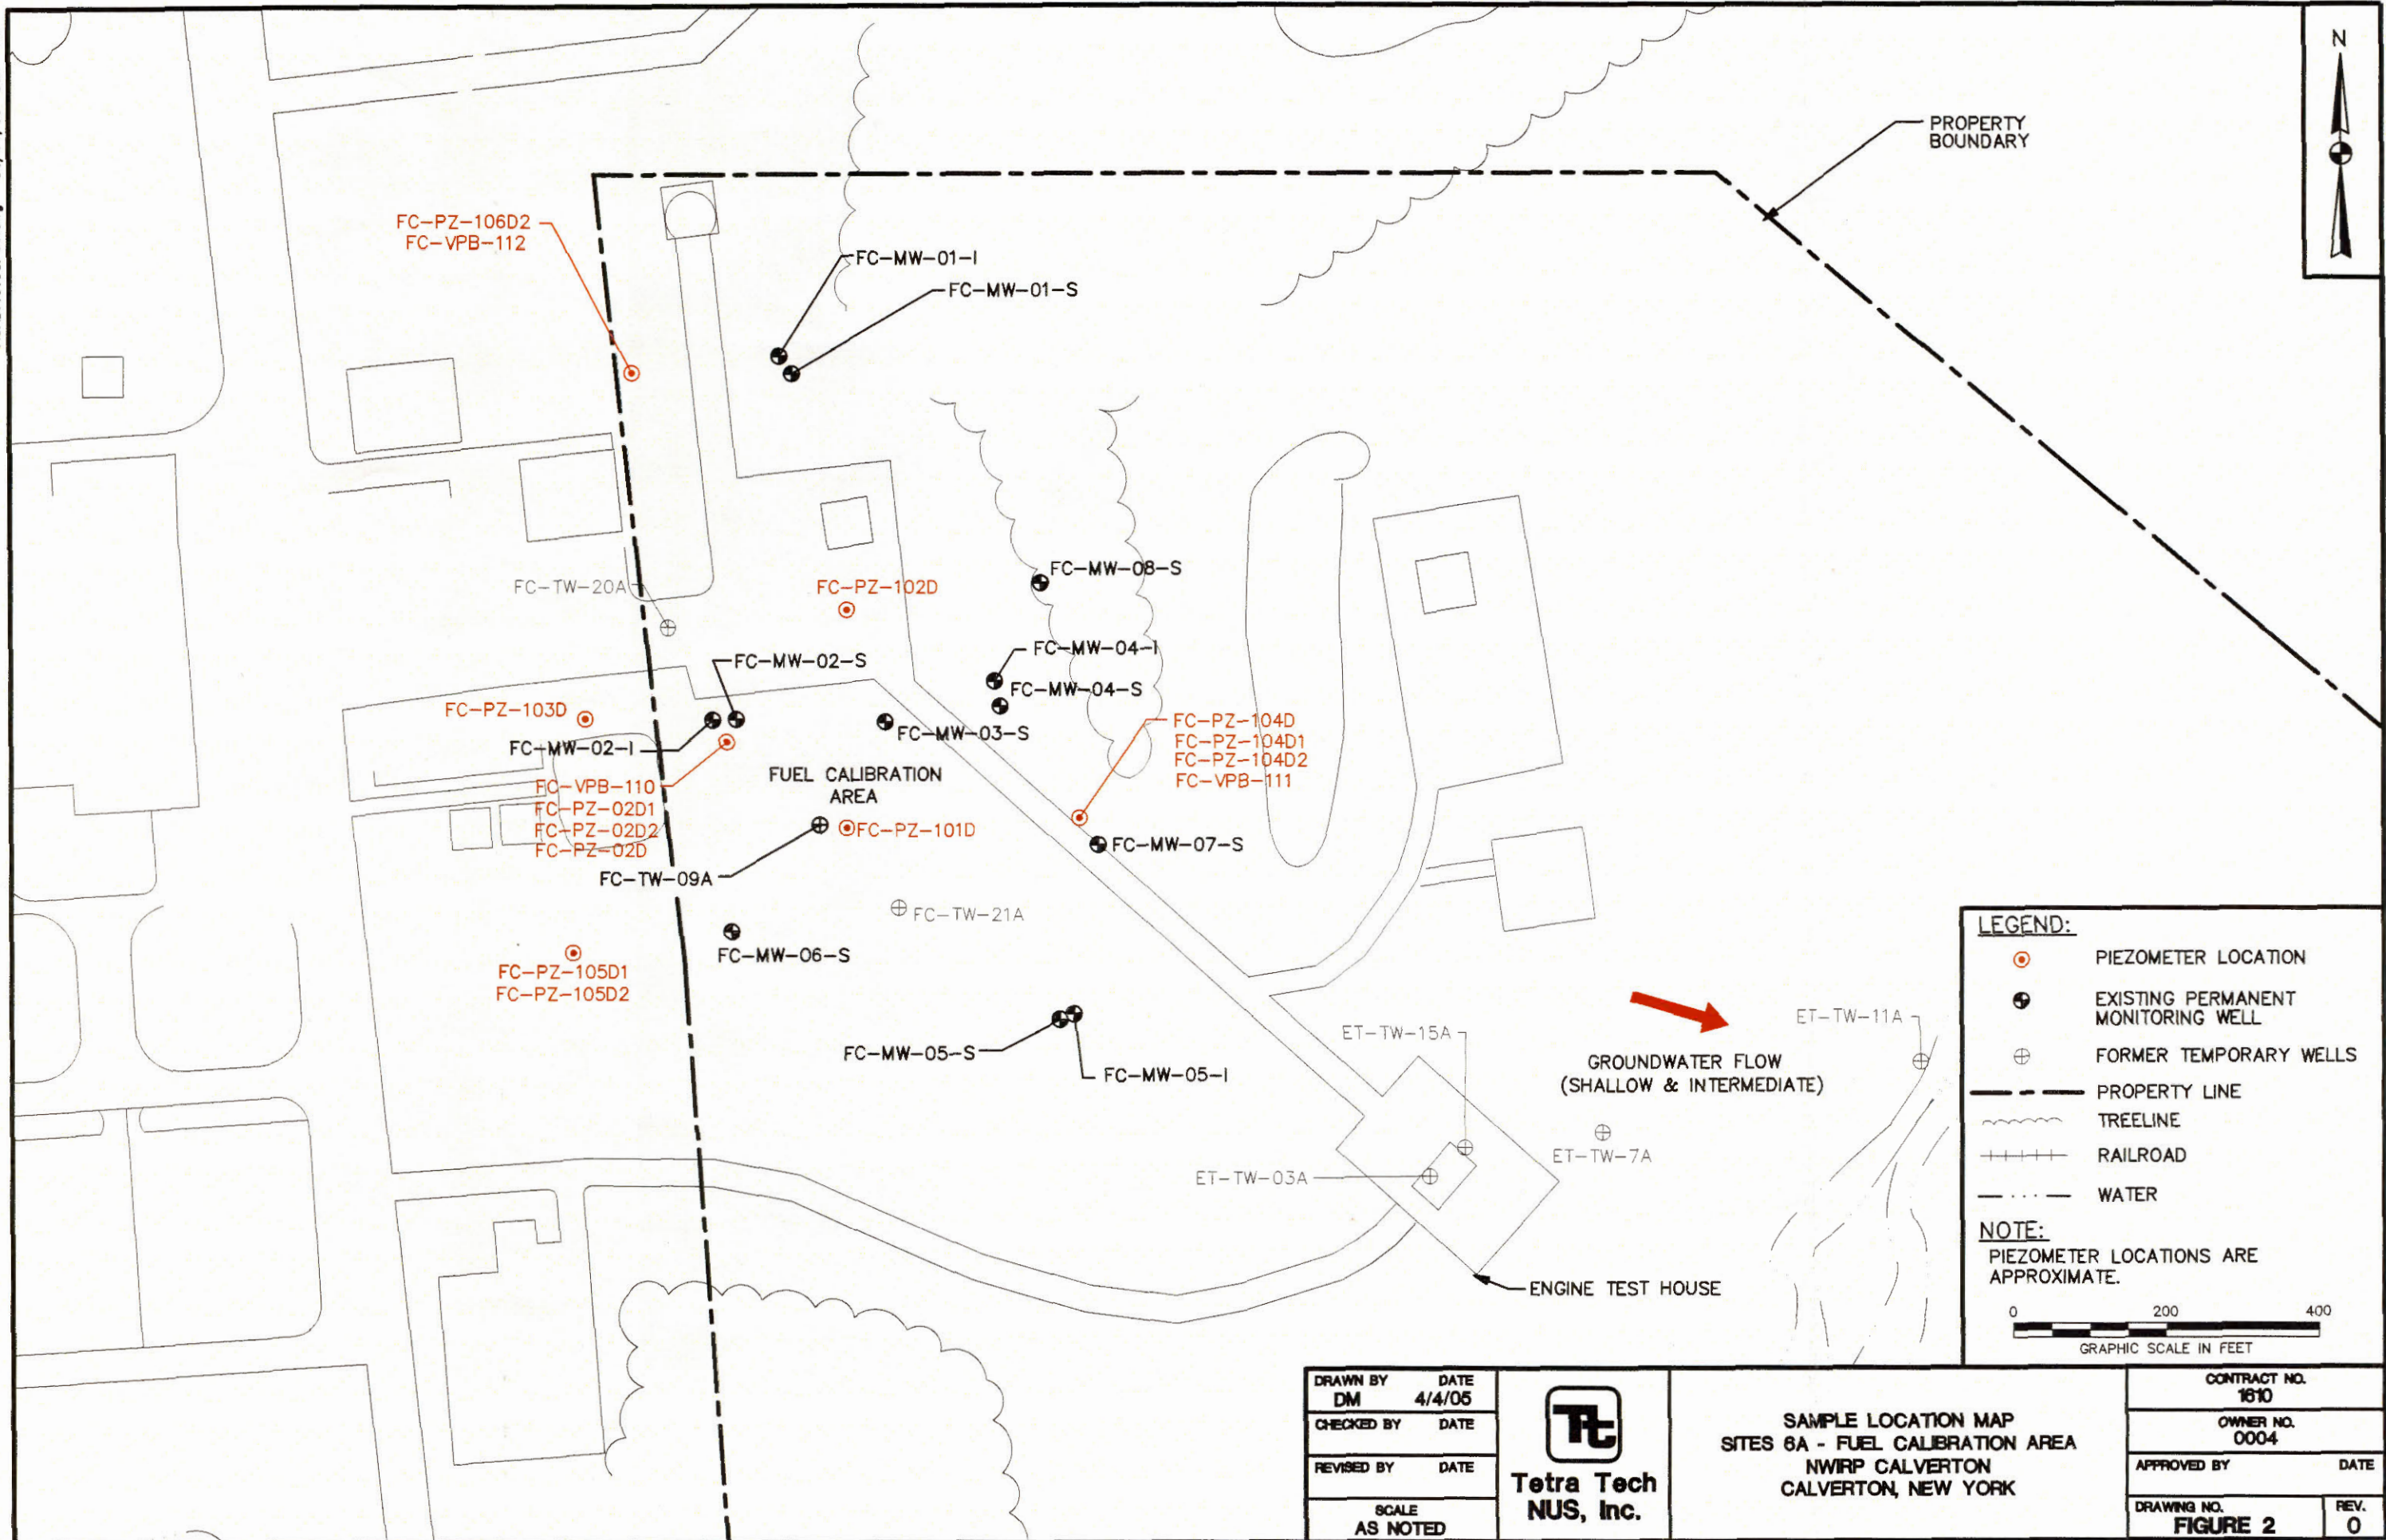 N
PROPERTY
BOUNDARY
FC-PZ-106D2
FC-VPB-112
FC-MW-01-I
FC-MW-01-S
FC-TW-20A
FC-PZ-102D
FC-MW-08-S
FC-MW-02-S
FC-MW-04-I
FC-MW-04-S
FC-PZ-103D
FC-MW-02-I
FC-MW-03-S
FC-PZ-104D
FC-PZ-104D1
FC-PZ-104D2
FC-VPB-111
FUEL CALIBRATION
AREA
FC-VPB-110
FC-PZ-02D1
FC-PZ-02D2
FC-PZ-02D
FC-PZ-101D
FC-MW-07-S
FC-TW-09A
FC-TW-21A
FC-MW-06-S
FC-PZ-105D1
FC-PZ-105D2
FC-MW-05-S
FC-MW-05-I
ET-TW-15A
ET-TW-11A
GROUNDWATER FLOW
(SHALLOW & INTERMEDIATE)
ET-TW-7A
ET-TW-03A
ENGINE TEST HOUSE
LEGEND:
PIEZOMETER LOCATION
EXISTING PERMANENT
MONITORING WELL
FORMER TEMPORARY WELLS
PROPERTY LINE
TREELINE
RAILROAD
WATER
NOTE:
PIEZOMETER LOCATIONS ARE
APPROXIMATE.
0 200 400
GRAPHIC SCALE IN FEET
DRAWN BY DATE
DM 4/4/05
CHECKED BY DATE
REVISED BY DATE
SCALE
AS NOTED
Tt
Tetra Tech
NUS, Inc.
SAMPLE LOCATION MAP
SITES 6A - FUEL CALIBRATION AREA
NWIRP CALVERTON
CALVERTON, NEW YORK
CONTRACT NO.
1610
OWNER NO.
0004
APPROVED BY DATE
DRAWING NO. REV.
FIGURE 2 0